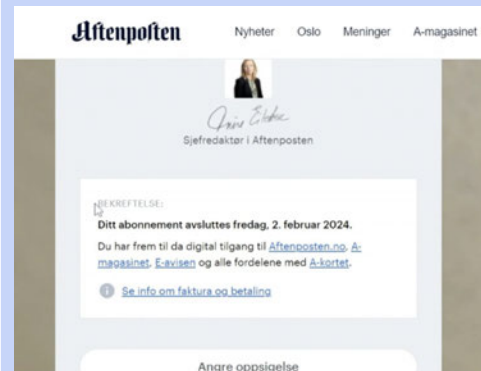 Aftenposten
Nyheter Oslo Meninger A-magasinet
Sjefredaktør i Aftenposten
BEKREFTELSE:
Ditt abonnement avsluttes fredag, 2. februar 2024.
Du har frem til da digital tilgang til Aftenposten.no, A-
magasinet, E-avisen og alle fordelene med A-kortet.
Se info om faktura og betaling
Angre oppsigelse